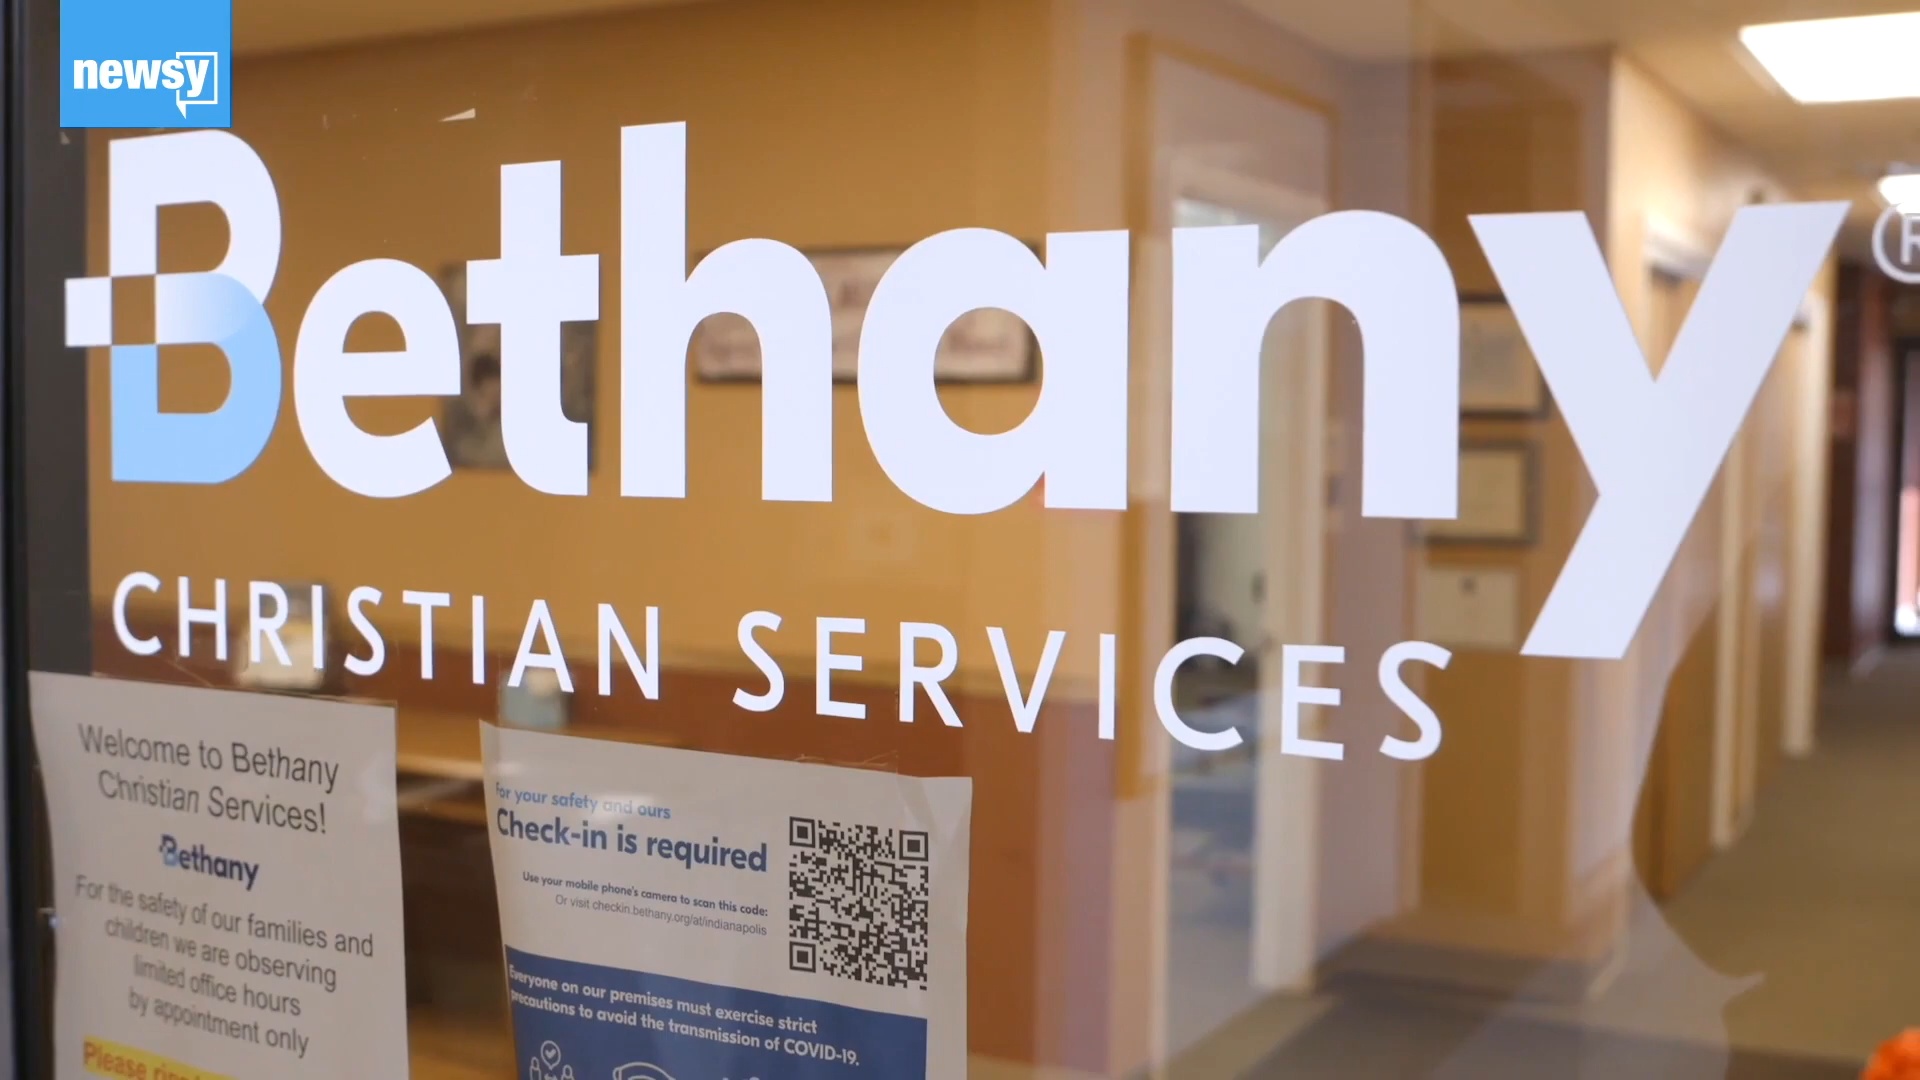 newsy
Bethany
®
CHRISTIAN SERVICES
Welcome to Bethany
Christian Services!
Bethany
For the safety of our families and
children we are observing
limited office hours
by appointment only
Please
For your safety and ours
Check-in is required
Use your mobile phone's camera to scan this code:
Or visit checkin.bethany.org/at/indianapolis
Everyone on our premises must exercise strict
precautions to avoid the transmission of COVID-19.